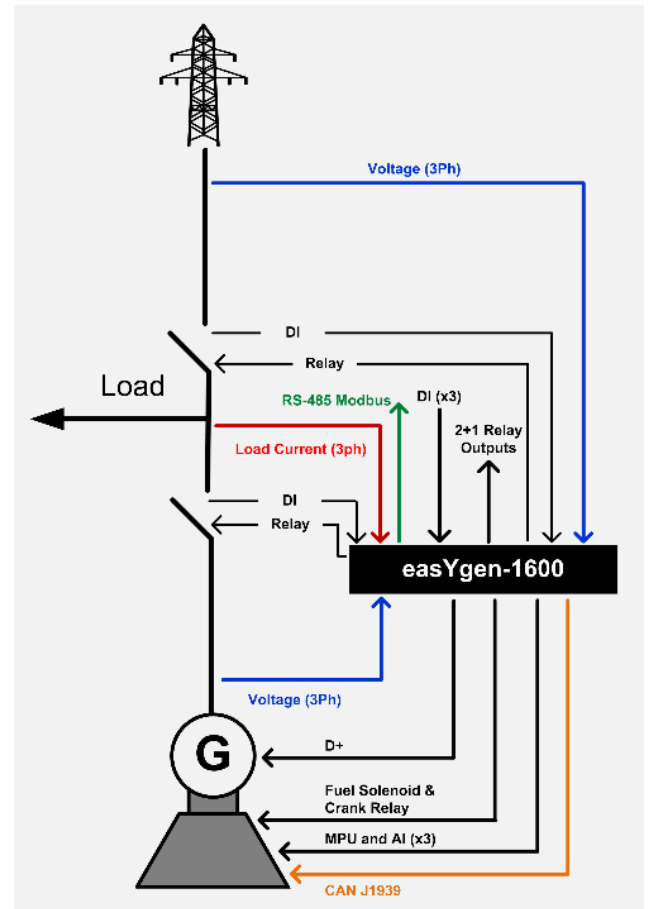 Voltage (3Ph)
DI
Relay
Load
RS-485 Modbus
DI (x3)
2+1 Relay
Outputs
Load Current (3ph)
DI
Relay
easYgen-1600
Voltage (3Ph)
G
D+
Fuel Solenoid &
Crank Relay
MPU and AI (x3)
CAN J1939